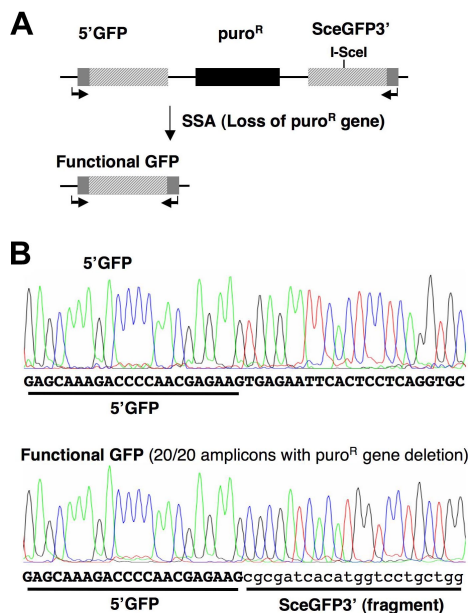 A
5'GFP puroᴿ SceGFP3'
I-SceI
SSA (Loss of puroᴿ gene)
Functional GFP
B
5'GFP
GAGCAAAGACCCCAACGAGAAGTGAGAATTCACTCCTCAGGTGC
5'GFP
Functional GFP (20/20 amplicons with puroᴿ gene deletion)
GAGCAAAGACCCCAACGAGAAGcgcgatcacatggtcctgctgg
5'GFP SceGFP3' (fragment)